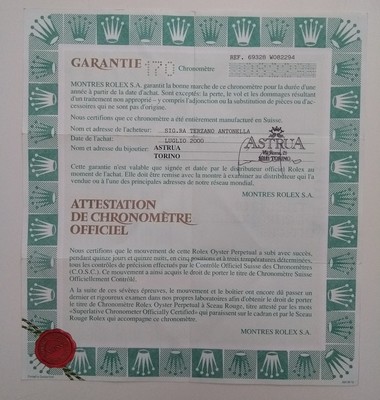 GARANTIE
170 Chronomètre
REF. 69328 W082294
MONTRES ROLEX S.A. garantit la bonne marche de ce chronomètre pour la durée d'une
année à partir de la date d'achat. Sont exceptés: la perte, le vol et les dommages résultant
d'un traitement non approprié – y compris l'adjonction ou la substitution de pièces ou d'ac-
cessoires qui ne sont pas d'origine.
Nous certifions que ce chronomètre a été entièrement manufacturé en Suisse.
Nom et adresse de l'acheteur: SIG.RA TERZANO ANTONELLA
Date de l'achat: LUGLIO 2000
Nom et adresse du bijoutier: ASTRUA
TORINO
ASTRUA
TORINO
Cette garantie n'est valable que signée et datée par le distributeur officiel Rolex au
moment de l'achat. Elle doit être remise avec la montre à examiner au distributeur qui l'a
vendue ou à l'une des principales adresses de notre réseau mondial.
MONTRES ROLEX S.A.
ATTESTATION
DE CHRONOMÈTRE
OFFICIEL
Nous certifions que le mouvement de cette Rolex Oyster Perpetual a subi avec succès,
pendant quinze jours et quinze nuits, en cinq positions et à trois températures déterminées,
tous les contrôles de précision effectués par le Contrôle Officiel Suisse des Chronomètres
(C.O.S.C.). Ce mouvement a ainsi acquis le droit de porter le titre de Chronomètre Suisse
Officiellement Contrôlé.
A la suite de ces sévères épreuves, le mouvement et le boîtier ont encore dû passer un
dernier et rigoureux examen dans nos propres laboratoires afin d'obtenir le droit de porter
le titre de Chronomètre Rolex Oyster Perpetual à Sceau Rouge, titre attesté par les mots
«Superlative Chronometer Officially Certified» qui paraissent sur le cadran et par le Sceau
Rouge Rolex qui accompagne ce chronomètre.
MONTRES ROLEX S.A.